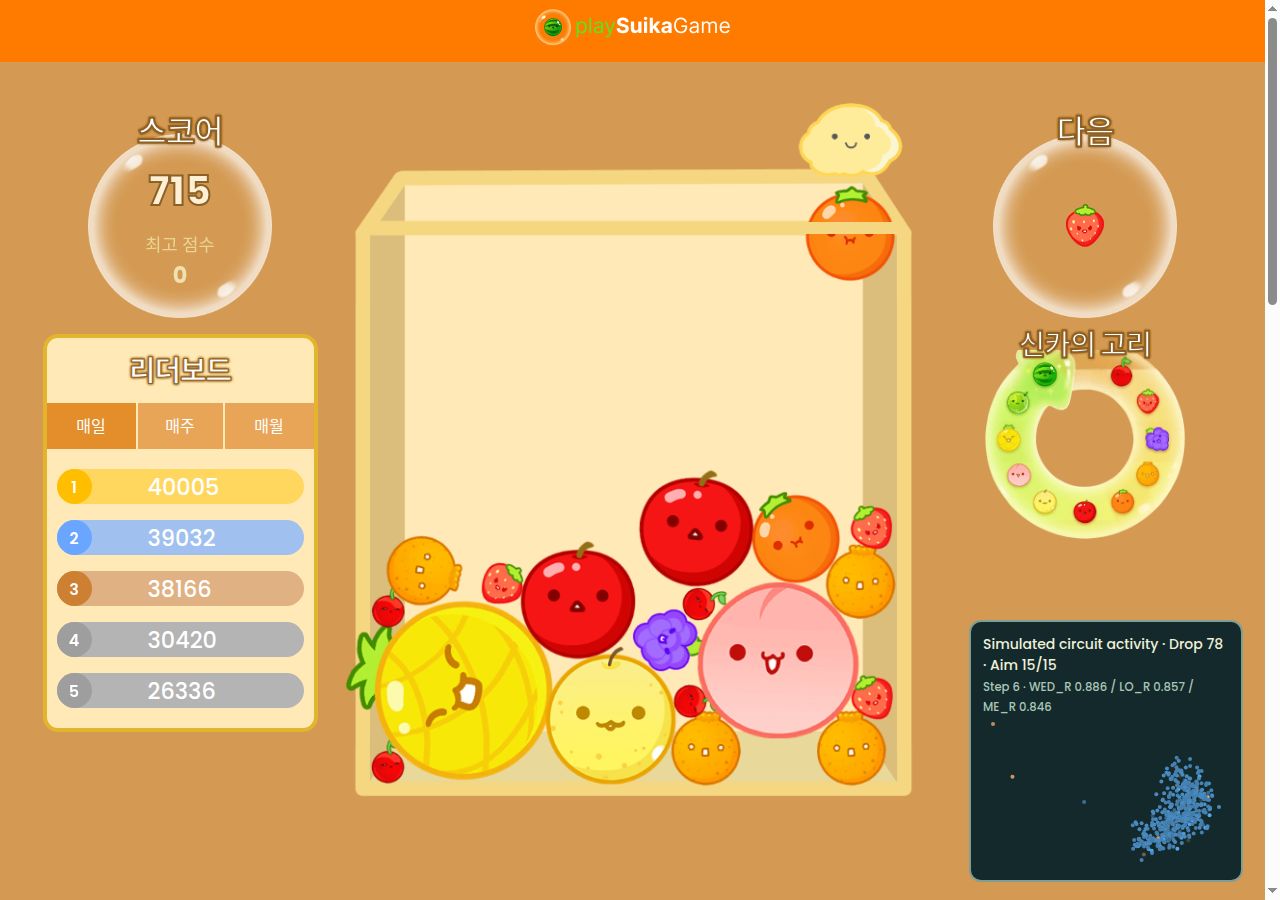 playSuikaGame
스코어
715
최고 점수
0
리더보드
매일
매주
매월
1 40005
2 39032
3 38166
4 30420
5 26336
다음
신카의 고리
Simulated circuit activity · Drop 78
· Aim 15/15
Step 6 · WED_R 0.886 / LO_R 0.857 /
ME_R 0.846